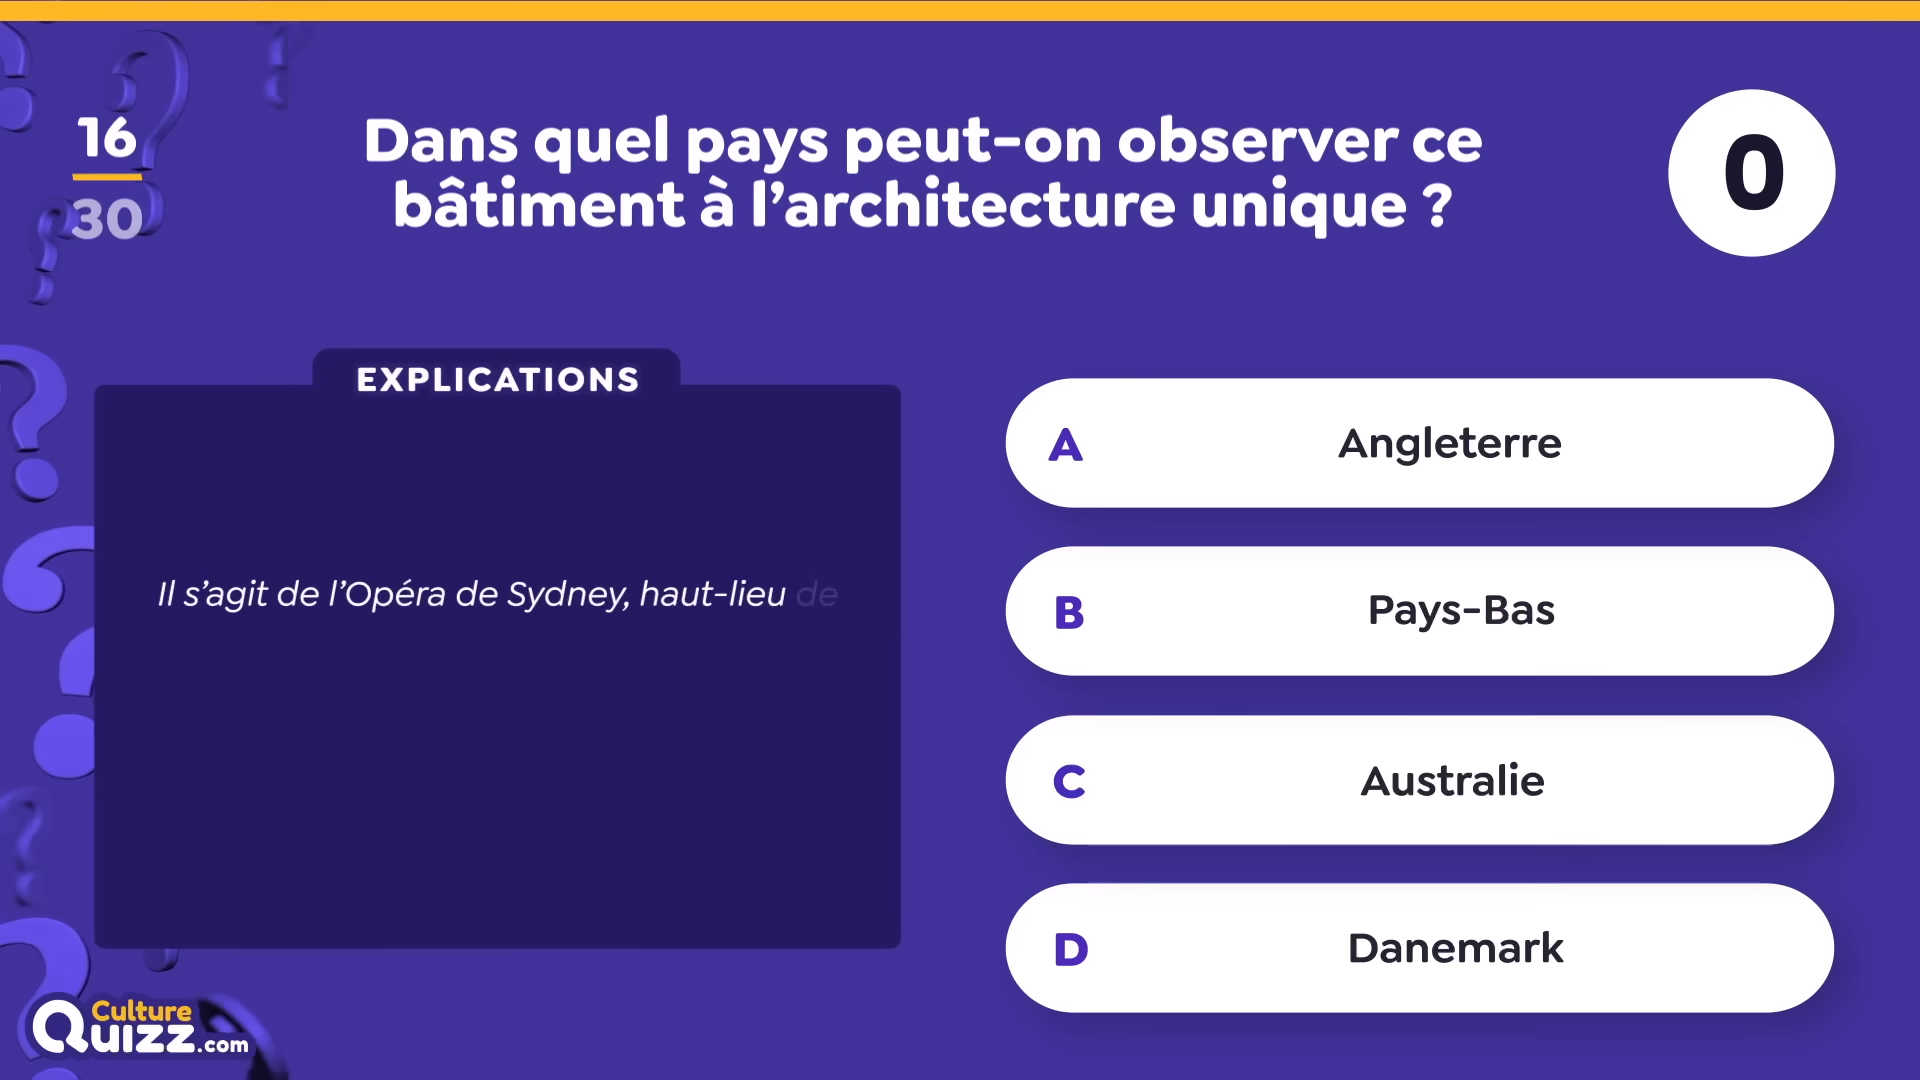 16
30
Dans quel pays peut-on observer ce
bâtiment à l’architecture unique ?
0
EXPLICATIONS
Il s’agit de l’Opéra de Sydney, haut-lieu de
A Angleterre
B Pays-Bas
C Australie
D Danemark
Culture
Quizz.com